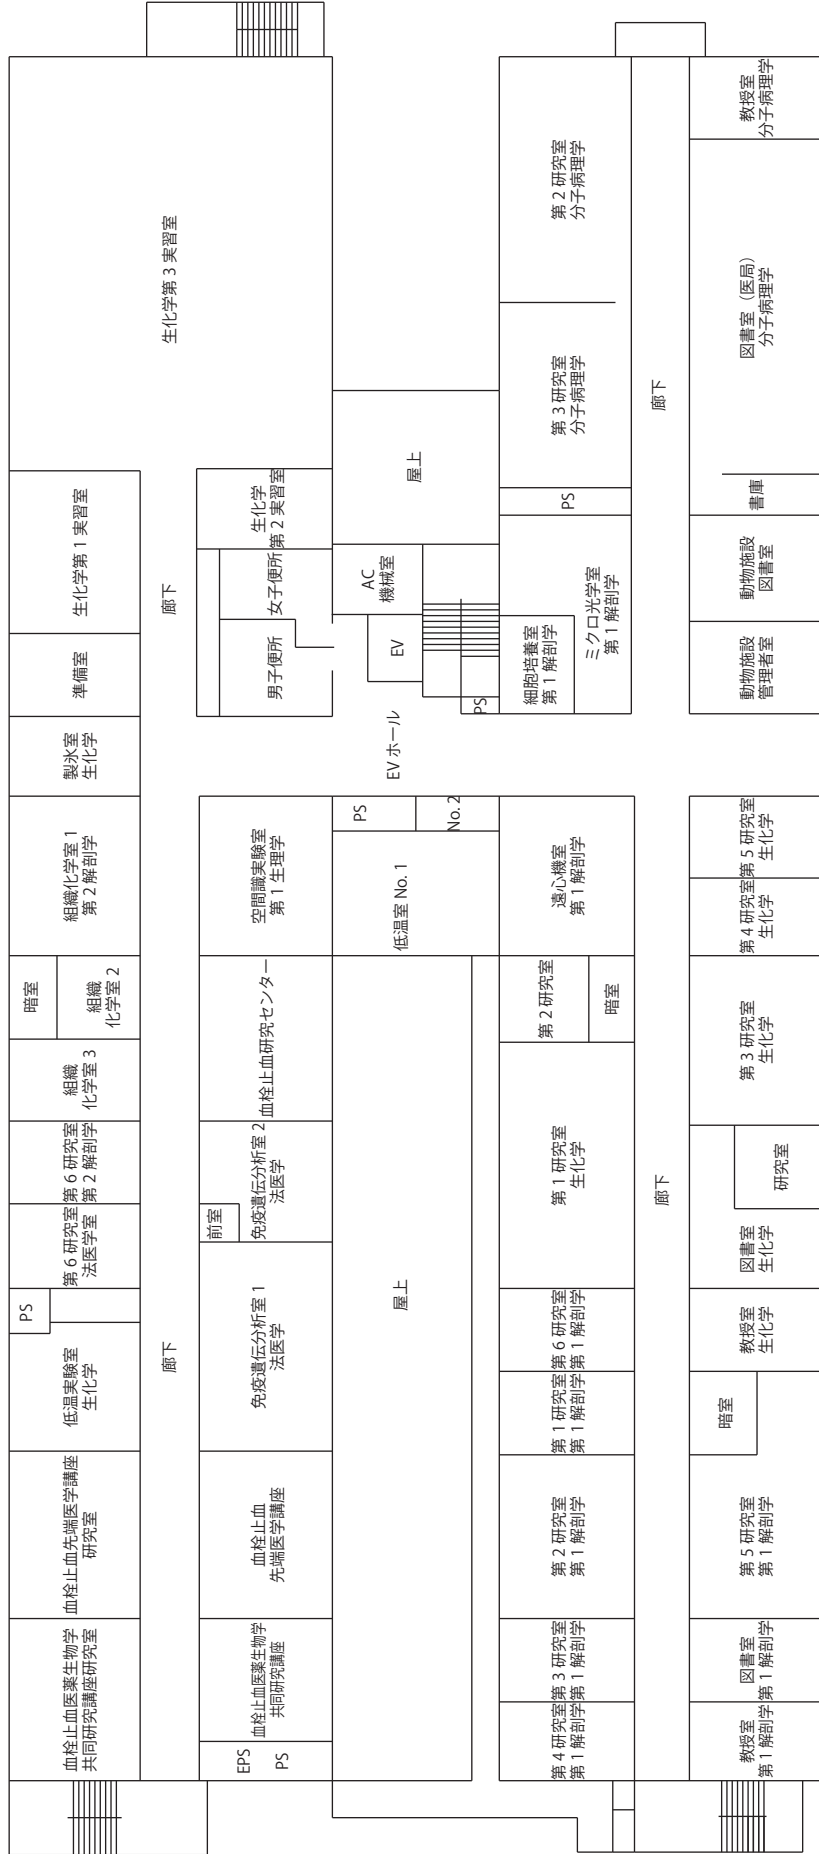 血栓止血医薬生物学
共同研究講座研究室
血栓止血先端医学講座
研究室
低温実験室
生化学
PS
第6研究室
法医学室
第6研究室
第2解剖学
組織
化学室3
暗室
組織
化学室2
組織化学室1
第2解剖学
製氷室
生化学
準備室
生化学第1実習室
生化学第3実習室
廊下
廊下
EPS
PS
血栓止血医薬生物学
共同研究講座
血栓止血
先端医学講座
免疫遺伝分析室1
法医学
前室
免疫遺伝分析室2
法医学
血栓止血研究センター
空間識実験室
第1生理学
男子便所
女子便所
生化学
第2実習室
屋上
低温室 No. 1
PS
No. 2
EVホール
EV
AC
機械室
屋上
PS
第4研究室
第1解剖学
第3研究室
第1解剖学
第2研究室
第1解剖学
第1研究室
第1解剖学
第6研究室
第1解剖学
第1研究室
生化学
第2研究室
暗室
遠心機室
第1解剖学
細胞培養室
第1解剖学
ミクロ光学室
第1解剖学
PS
第3研究室
分子病理学
第2研究室
分子病理学
廊下
廊下
教授室
第1解剖学
図書室
第1解剖学
第5研究室
第1解剖学
暗室
教授室
生化学
図書室
生化学
研究室
第3研究室
生化学
第4研究室
生化学
第5研究室
生化学
動物施設
管理者室
動物施設
図書室
書庫
図書室（医局）
分子病理学
教授室
分子病理学